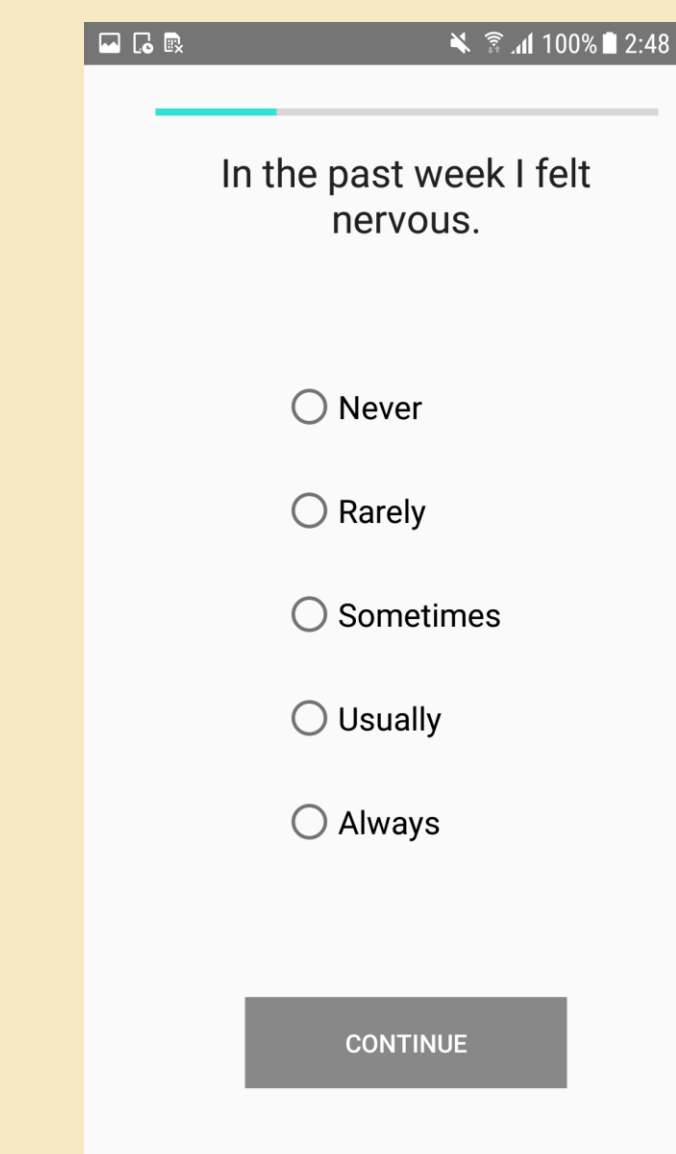 100% 2:48
In the past week I felt
nervous.
Never
Rarely
Sometimes
Usually
Always
CONTINUE